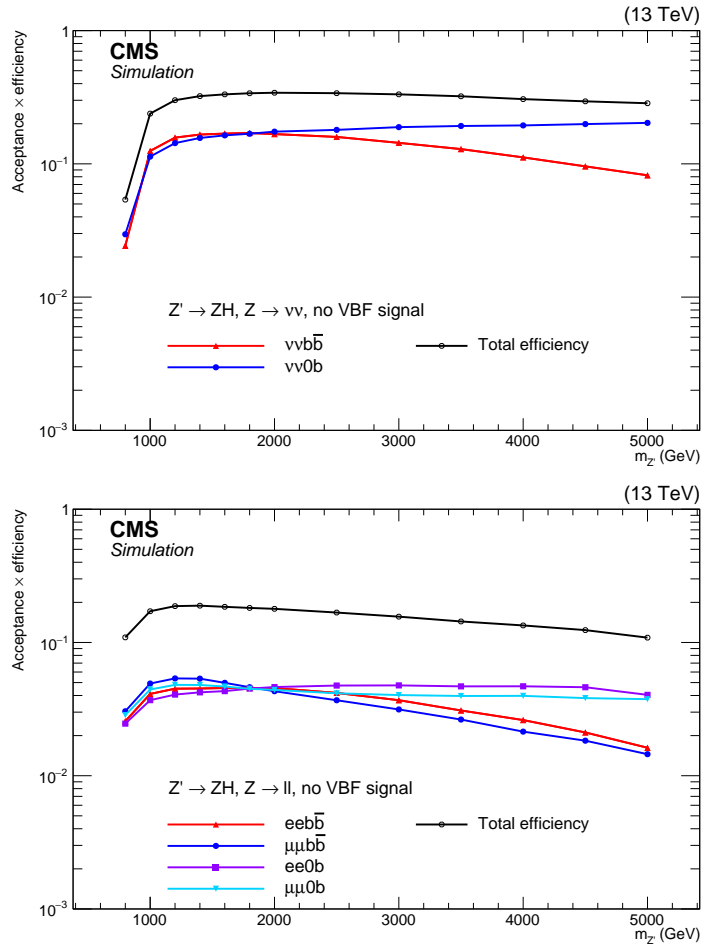 (13 TeV)
CMS
Simulation
Acceptance × efficiency
1
10⁻¹
10⁻²
10⁻³
Z' → ZH, Z → νν, no VBF signal
ννbb̅
Total efficiency
νν0b
1000 2000 3000 4000 5000
m_Z' (GeV)
(13 TeV)
CMS
Simulation
Acceptance × efficiency
1
10⁻¹
10⁻²
10⁻³
Z' → ZH, Z → ll, no VBF signal
eebb̅
Total efficiency
μμbb̅
ee0b
μμ0b
1000 2000 3000 4000 5000
m_Z' (GeV)